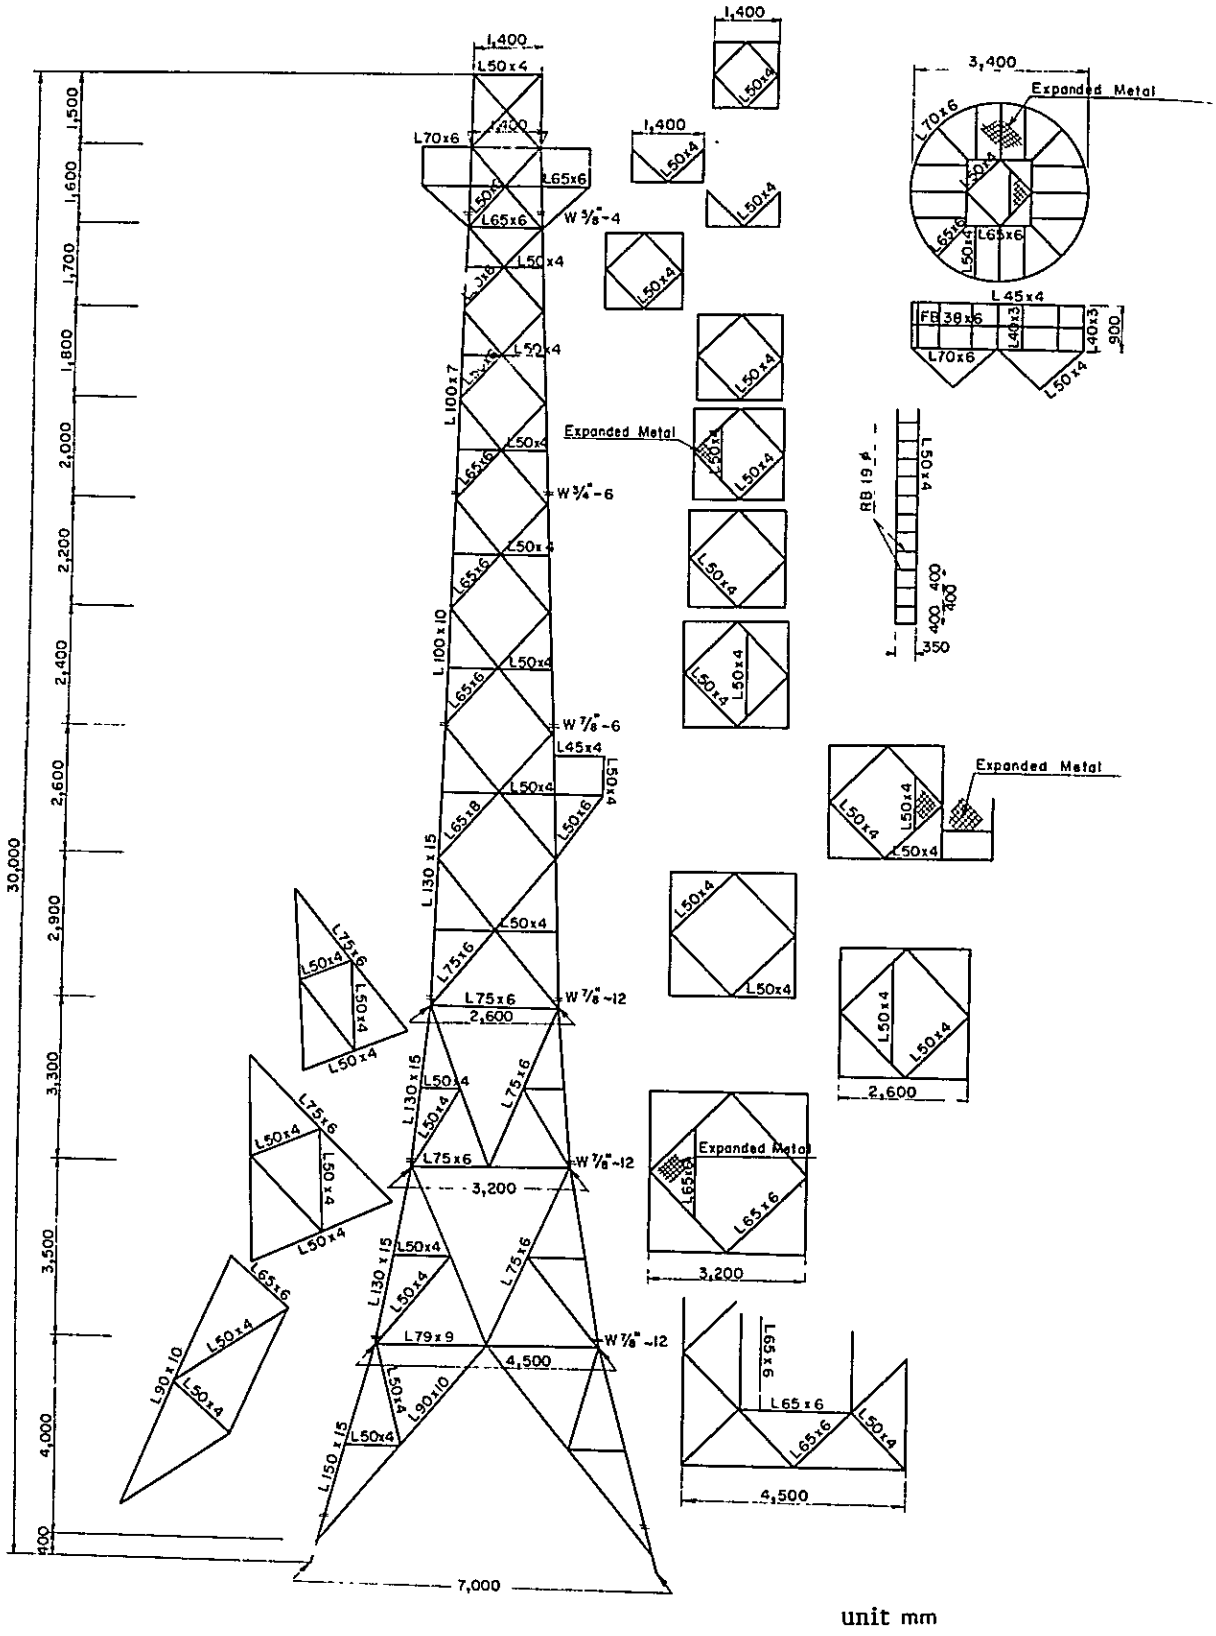 1,400
L50x4
1,400
L70x6
L65x6
L65x6
W 5/8"~4
L50x4
L50x4
L100x7
L50x4
L65x6
W 3/4"-6
L50x4
L65x6
L100x10
L50x4
L65x6
W 7/8"-6
L45x4
L50x4
L50x4
L50x6
L65x8
L130x15
L50x4
L75x6
L75x6
W 7/8"~12
2,600
L130x15
L50x4
L50x4
L75x6
L75x6
W 7/8"~12
3,200
L130x15
L50x4
L50x4
L75x6
L79x9
W 7/8"~12
4,500
L50x4
L90x10
L50x4
L150x15
7,000
30,000
1,500
1,600
1,700
1,800
2,000
2,200
2,400
2,600
2,900
3,300
3,500
4,000
400
L75x6
L50x4
L50x4
L50x4
L75x6
L50x4
L50x4
L50x4
L65x6
L50x4
L90x10
L50x4
1,400
L50x4
1,400
L50x4
L50x4
L50x4
L50x4
Expanded Metal
L50x4
L50x4
L50x4
L50x4
L50x4
L50x4
L50x4
3,400
Expanded Metal
L70x6
L50x4
L65x6
L50x4
L65x6
L45x4
FB 38x6
L40x3
L40x3
900
L70x6
L50x4
L50x4
RB 19 φ
400
400
400
350
Expanded Metal
L50x4
L50x4
L50x4
L50x4
L50x4
2,600
Expanded Metal
L65x6
L65x6
3,200
L65x6
L65x6
L65x6
L50x4
4,500
unit mm